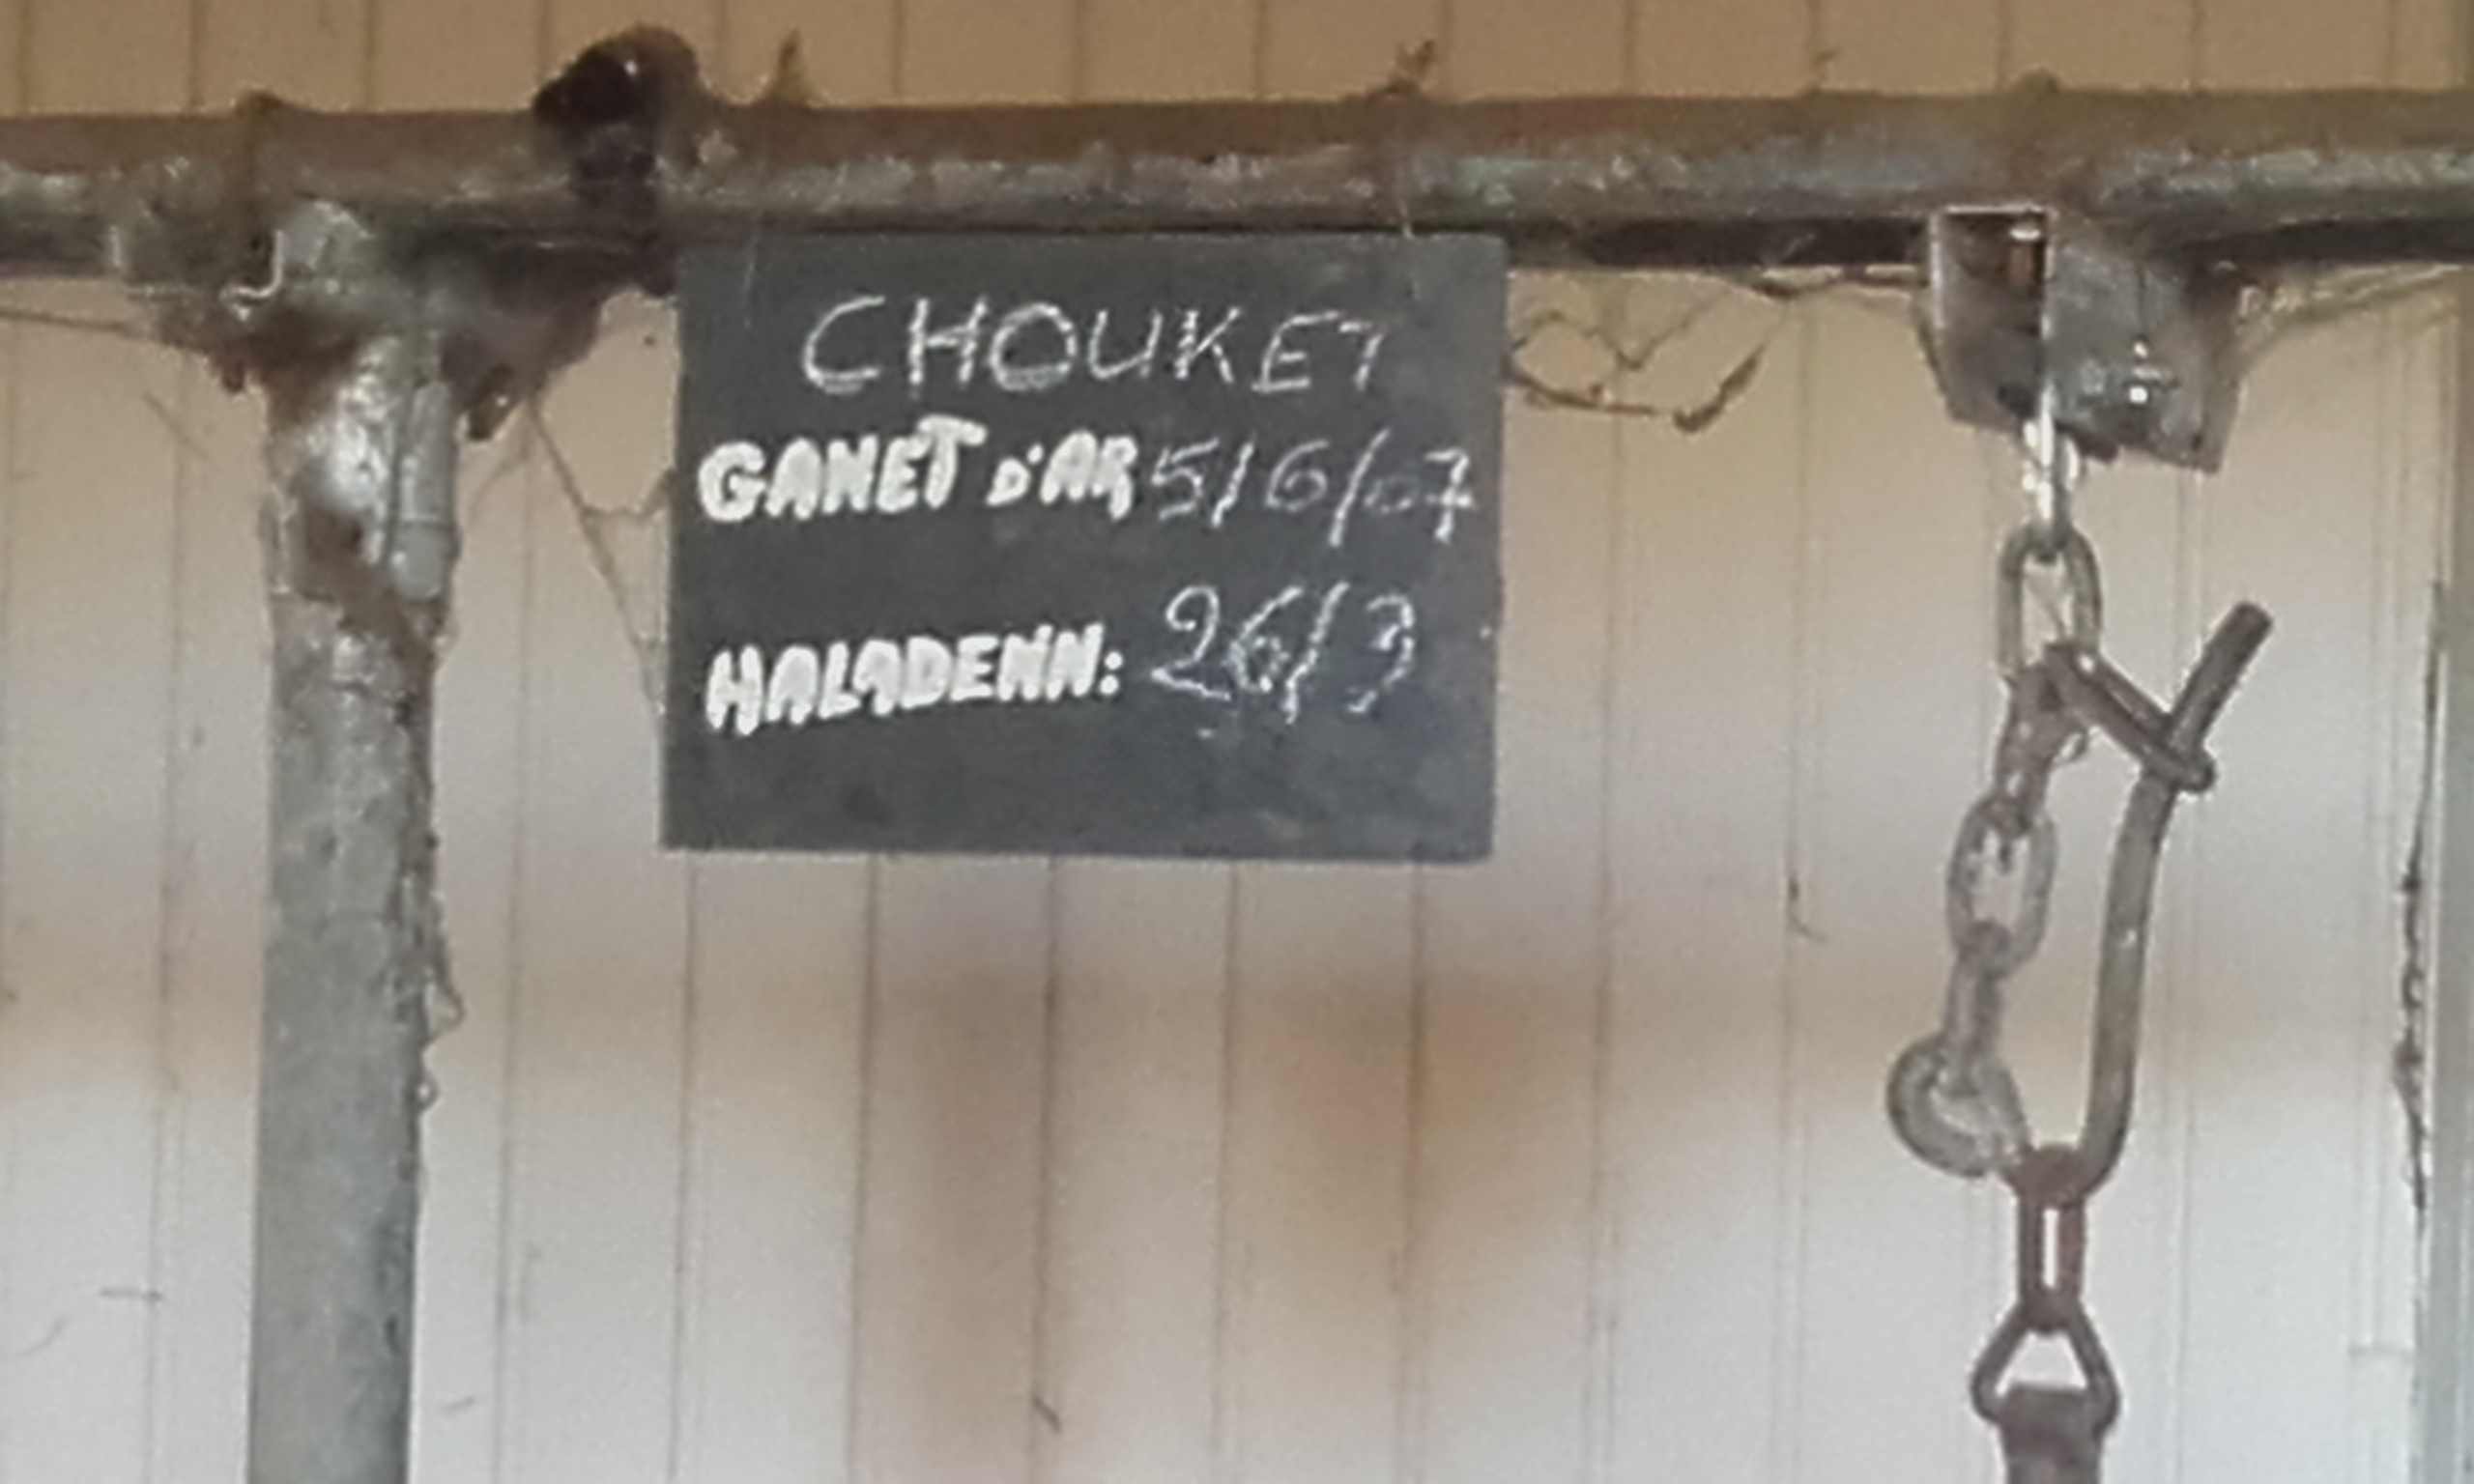 CHOUKET
GANET D'AR 5/6/07
HALADENN: 26/3